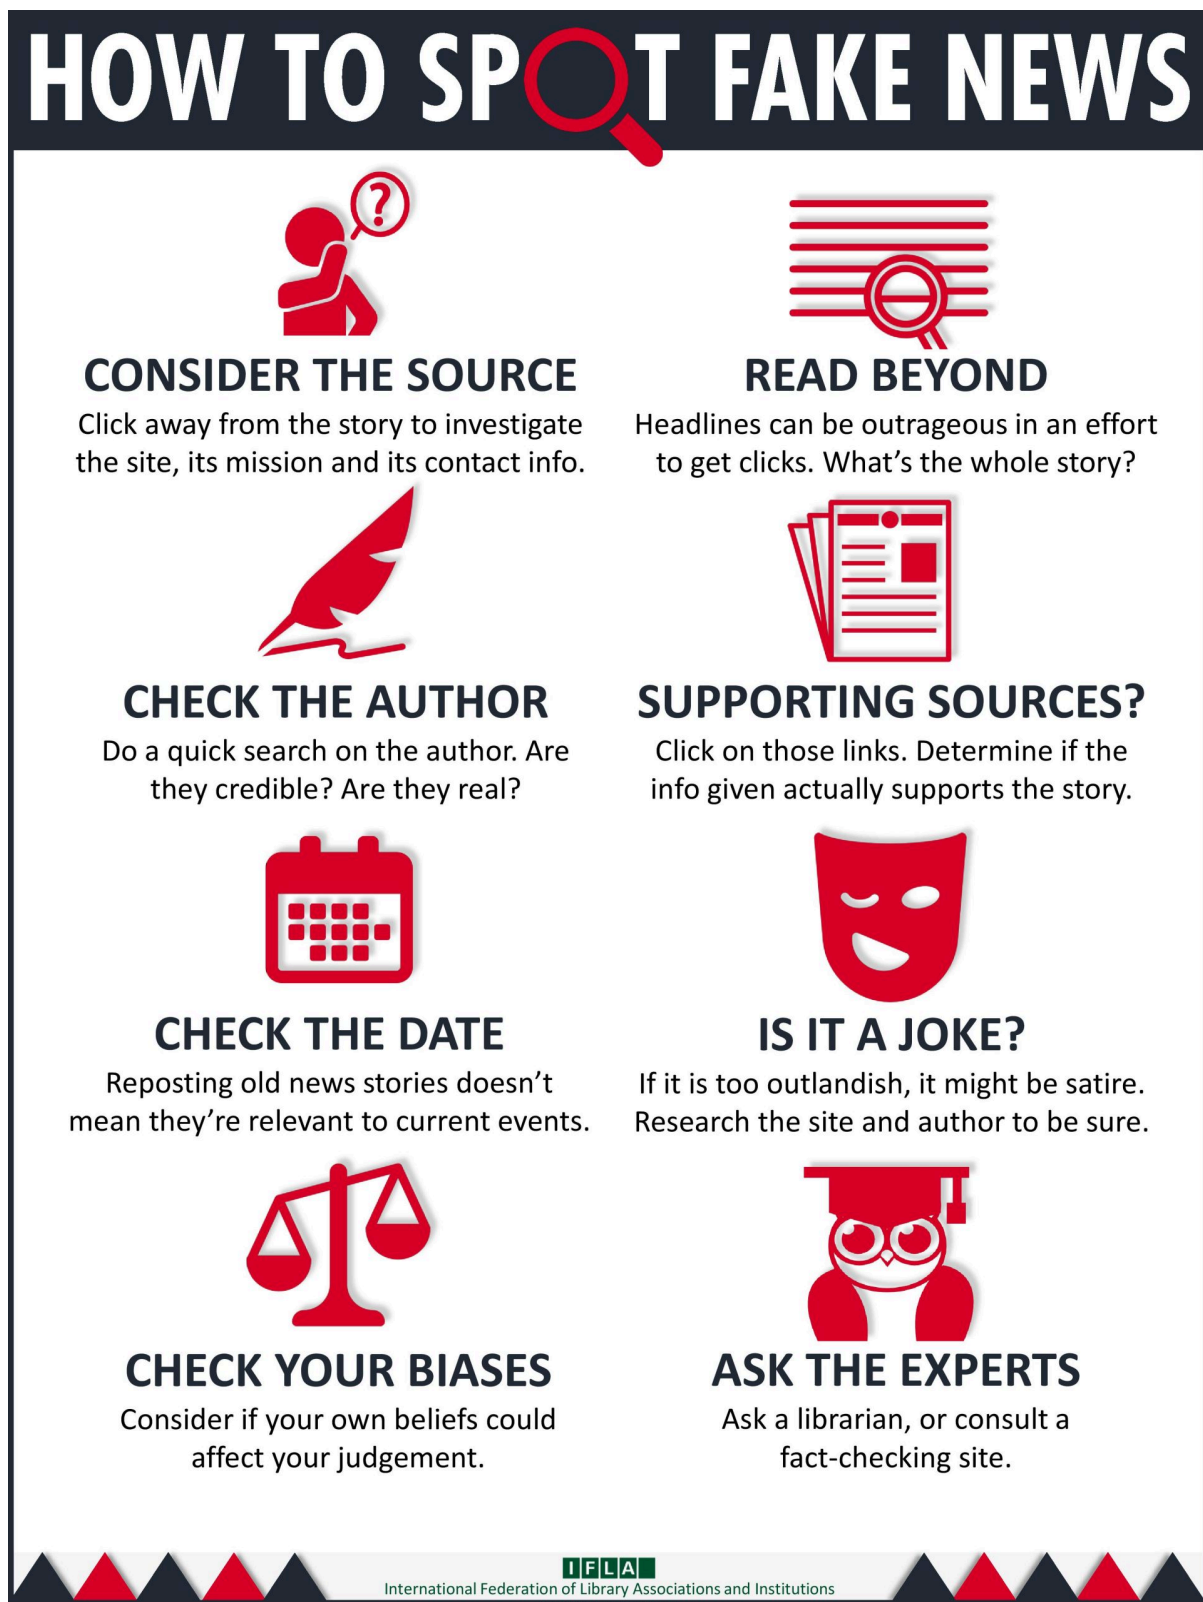 HOW TO SPOT FAKE NEWS
CONSIDER THE SOURCE
Click away from the story to investigate
the site, its mission and its contact info.
READ BEYOND
Headlines can be outrageous in an effort
to get clicks. What's the whole story?
CHECK THE AUTHOR
Do a quick search on the author. Are
they credible? Are they real?
SUPPORTING SOURCES?
Click on those links. Determine if the
info given actually supports the story.
CHECK THE DATE
Reposting old news stories doesn't
mean they're relevant to current events.
IS IT A JOKE?
If it is too outlandish, it might be satire.
Research the site and author to be sure.
CHECK YOUR BIASES
Consider if your own beliefs could
affect your judgement.
ASK THE EXPERTS
Ask a librarian, or consult a
fact-checking site.
IFLA
International Federation of Library Associations and Institutions